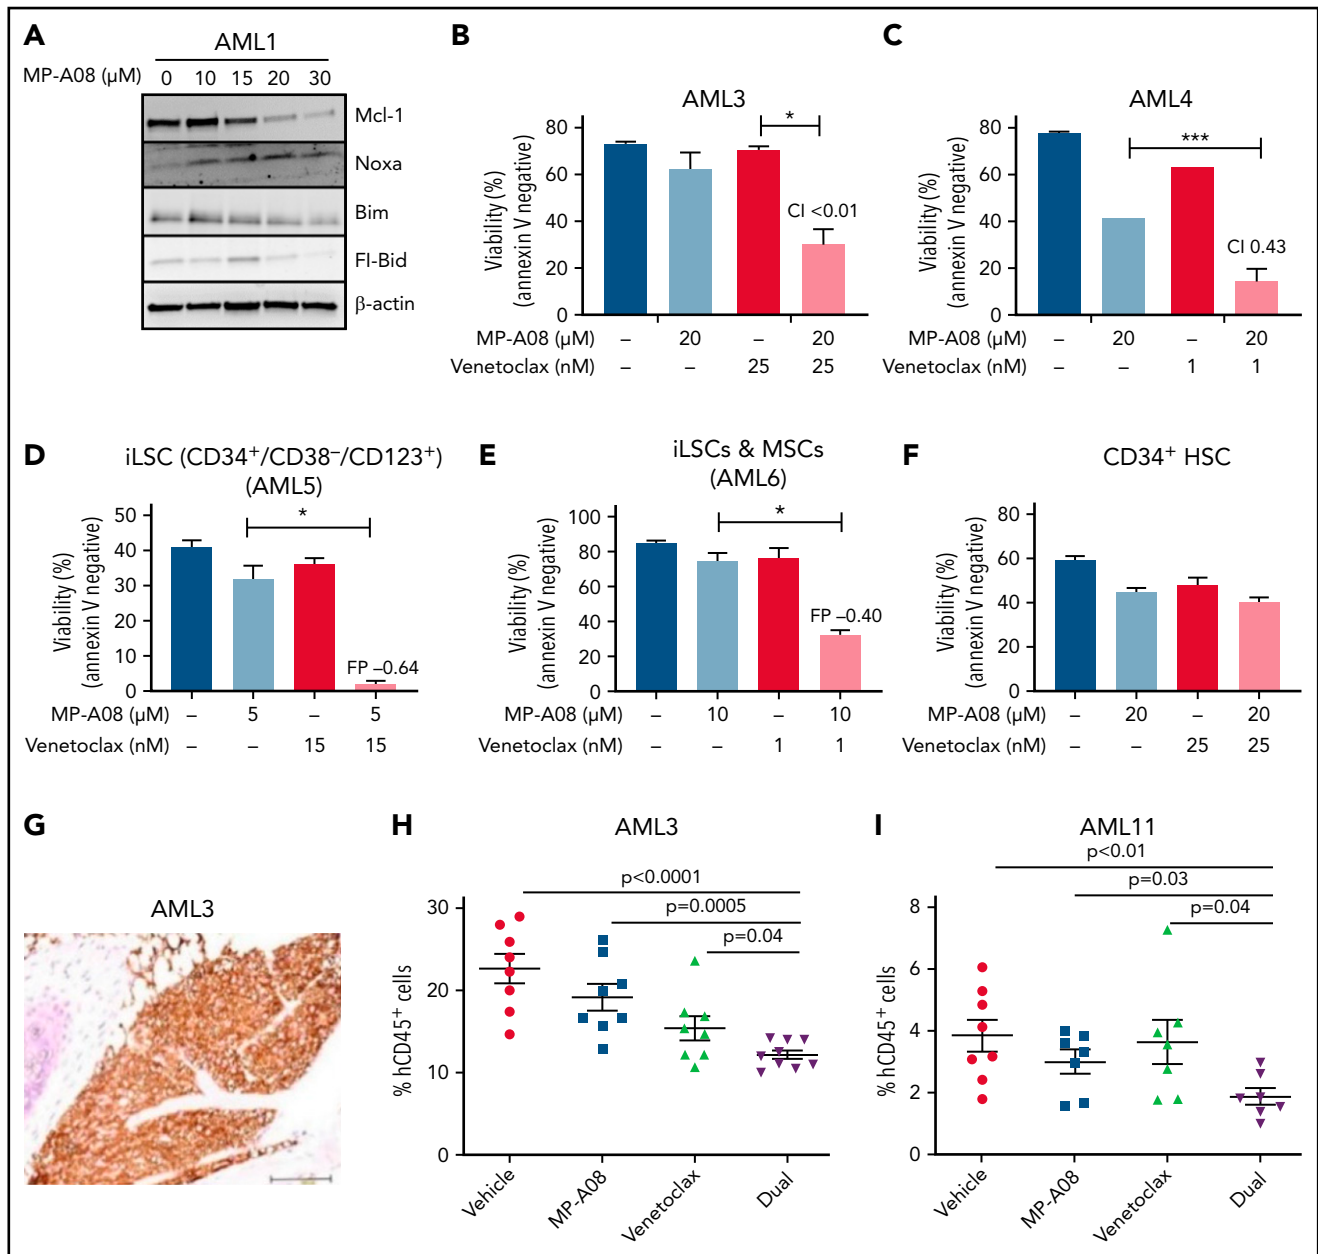 A
AML1
MP-A08 (μM) 0 10 15 20 30
Mcl-1
Noxa
Bim
Fl-Bid
β-actin
B
AML3
Viability (%)
(annexin V negative)
80
60
40
20
0
*
CI <0.01
MP-A08 (μM) – 20 – 20
Venetoclax (nM) – – 25 25
C
AML4
Viability (%)
(annexin V negative)
80
60
40
20
0
***
CI 0.43
MP-A08 (μM) – 20 – 20
Venetoclax (nM) – – 1 1
D
iLSC (CD34+/CD38–/CD123+)
(AML5)
Viability (%)
(annexin V negative)
50
40
30
20
10
0
*
FP –0.64
MP-A08 (μM) – 5 – 5
Venetoclax (nM) – – 15 15
E
iLSCs & MSCs
(AML6)
Viability (%)
(annexin V negative)
100
80
60
40
20
0
*
FP –0.40
MP-A08 (μM) – 10 – 10
Venetoclax (nM) – – 1 1
F
CD34+ HSC
Viability (%)
(annexin V negative)
80
60
40
20
0
MP-A08 (μM) – 20 – 20
Venetoclax (nM) – – 25 25
G
AML3
H
AML3
p<0.0001
p=0.0005
p=0.04
% hCD45+ cells
30
20
10
0
Vehicle MP-A08 Venetoclax Dual
I
AML11
p<0.01
p=0.03
p=0.04
% hCD45+ cells
8
6
4
2
0
Vehicle MP-A08 Venetoclax Dual